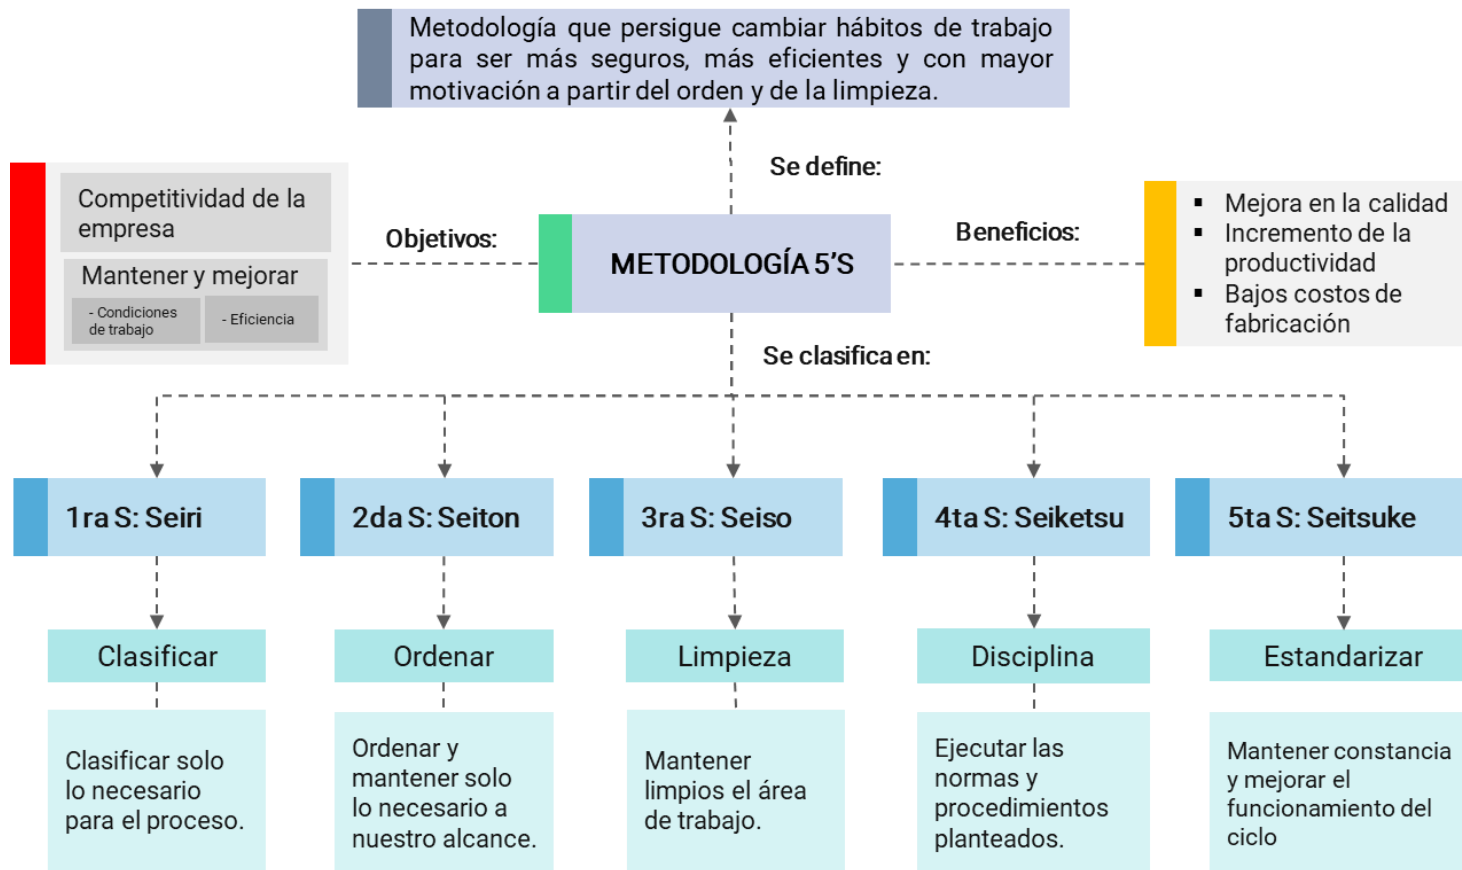 Metodología que persigue cambiar hábitos de trabajo
para ser más seguros, más eficientes y con mayor
motivación a partir del orden y de la limpieza.
Se define:
Competitividad de la
empresa
Mantener y mejorar
- Condiciones
de trabajo
- Eficiencia
Objetivos:
METODOLOGÍA 5'S
Beneficios:
▪ Mejora en la calidad
▪ Incremento de la
productividad
▪ Bajos costos de
fabricación
Se clasifica en:
1ra S: Seiri
2da S: Seiton
3ra S: Seiso
4ta S: Seiketsu
5ta S: Seitsuke
Clasificar
Ordenar
Limpieza
Disciplina
Estandarizar
Clasificar solo
lo necesario
para el proceso.
Ordenar y
mantener solo
lo necesario a
nuestro alcance.
Mantener
limpios el área
de trabajo.
Ejecutar las
normas y
procedimientos
planteados.
Mantener constancia
y mejorar el
funcionamiento del
ciclo